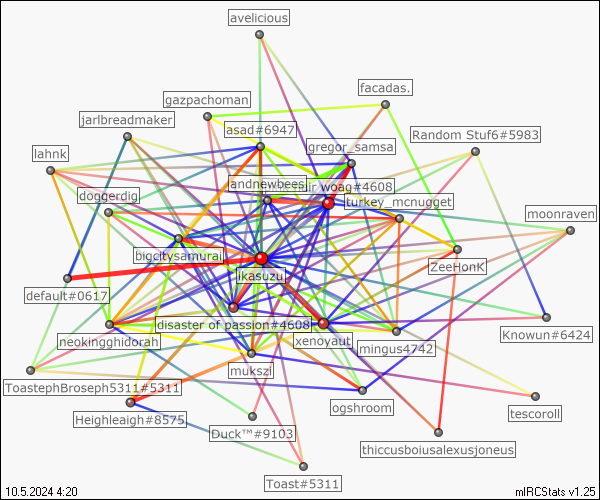 avelicious
facadas.
gazpachoman
jarlbreadmaker
asad#6947
Random Stuf6#5983
gregor_samsa
lahnk
andnewbees
woag#4608
doggerdig
turkey_mcnugget
moonraven
bigcitysamurai
ZeeHonK
jikasuzu
default#0617
disaster of passion#4608
Knowun#6424
neokingghidorah
xenoyaut
mingus4742
mukszi
ToastephBroseph5311#5311
ogshroom
tescoroll
Heighleaigh#8575
Duck™#9103
thiccusboiusalexusjoneus
Toast#5311
10.5.2024 4:20
mIRCStats v1.25